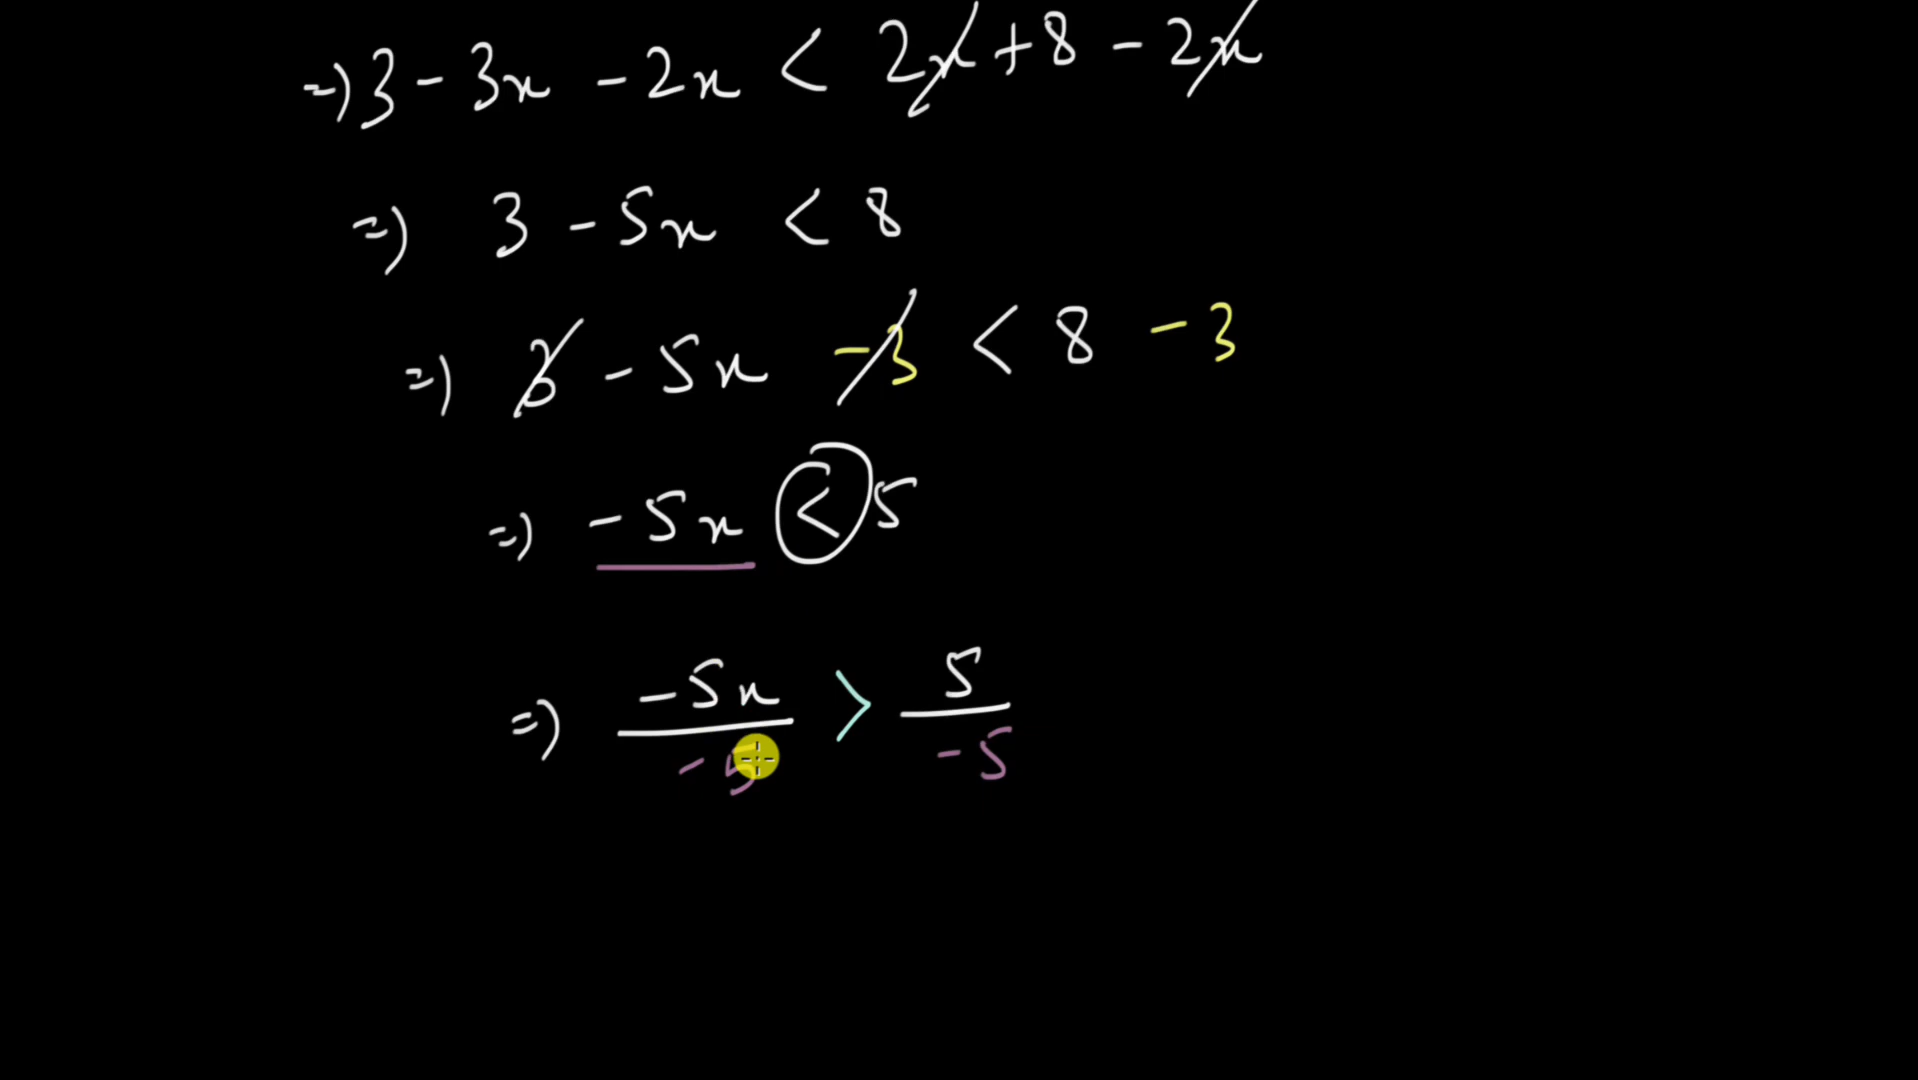 ⇒ 3 - 3x - 2x < 2x + 8 - 2x
⇒ 3 - 5x < 8
⇒ 3 - 5x - 3 < 8 - 3
⇒ -5x < 5
⇒ -5x / -5 > 5 / -5